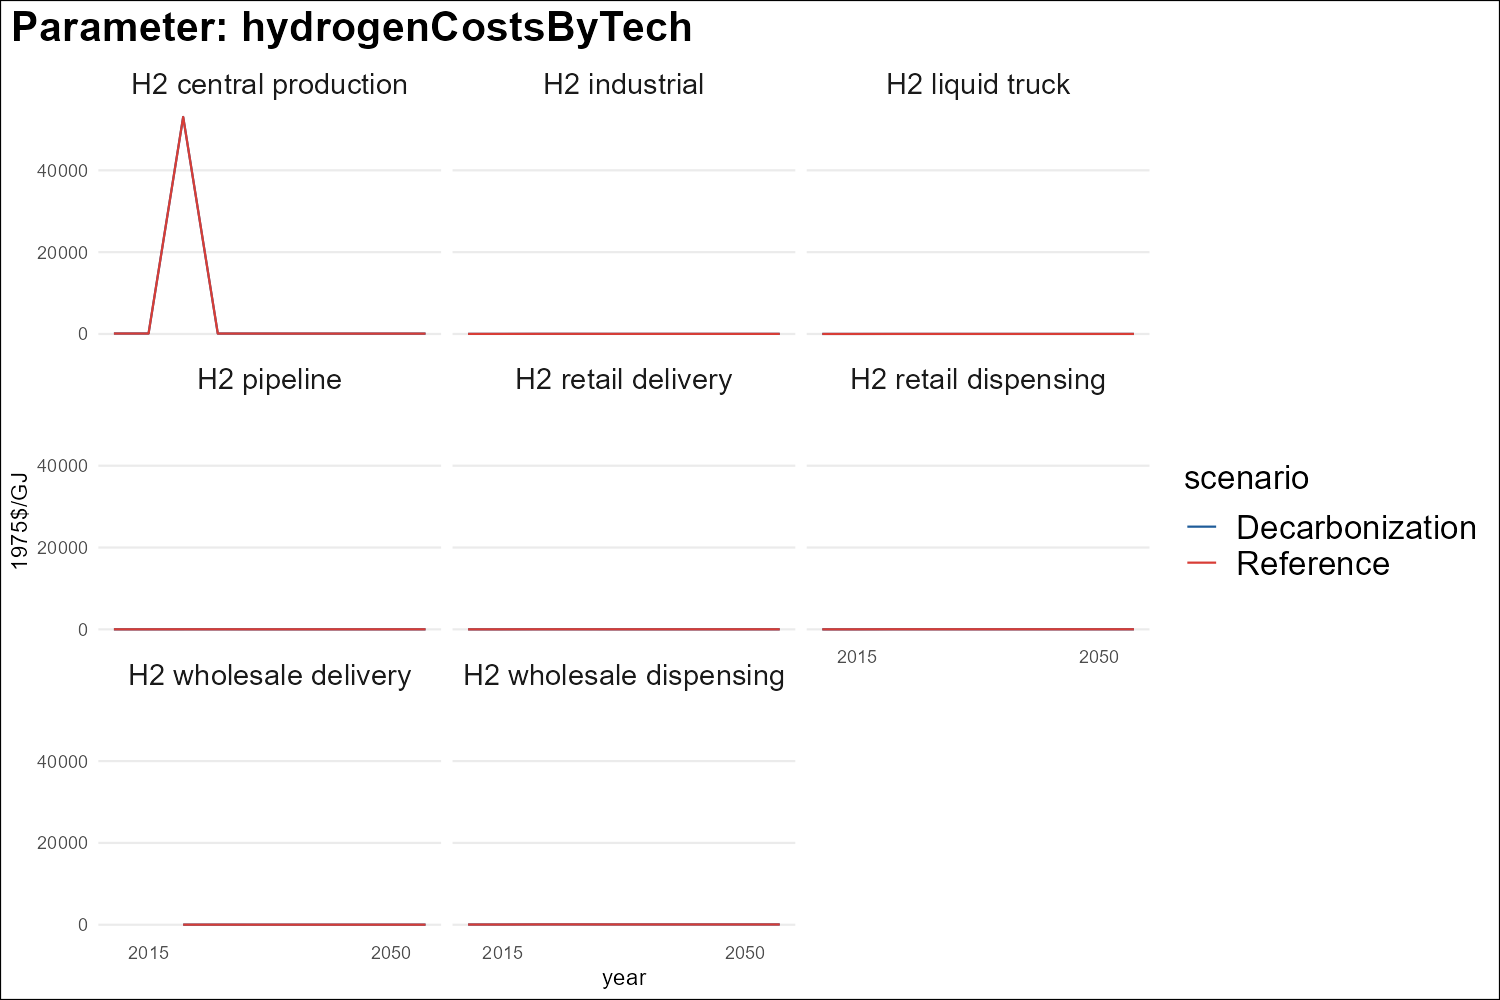 Parameter: hydrogenCostsByTech
H2 central production
H2 industrial
H2 liquid truck
40000
20000
0
H2 pipeline
H2 retail delivery
H2 retail dispensing
40000
20000
0
2015
2050
H2 wholesale delivery
H2 wholesale dispensing
40000
20000
0
2015
2050
2015
2050
year
1975$/GJ
scenario
Decarbonization
Reference